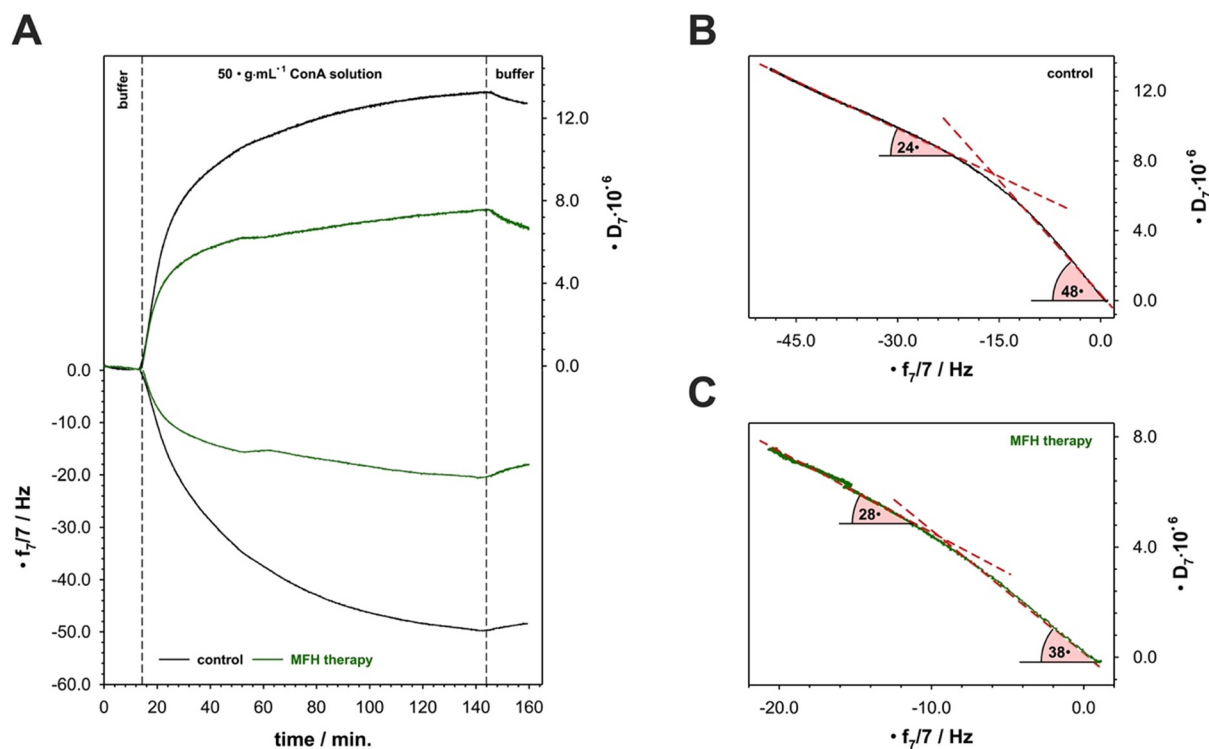 A
buffer
50 • g·mL⁻¹ ConA solution
buffer
12.0
8.0
4.0
0.0
• D₇·10•⁶
0.0
-10.0
-20.0
-30.0
-40.0
-50.0
-60.0
• f₇/7 / Hz
control
MFH therapy
0 20 40 60 80 100 120 140 160
time / min.
B
control
24•
48•
12.0
8.0
4.0
0.0
• D₇·10•⁶
-45.0 -30.0 -15.0 0.0
• f₇/7 / Hz
C
MFH therapy
28•
38•
8.0
4.0
0.0
• D₇·10•⁶
-20.0 -10.0 0.0
• f₇/7 / Hz